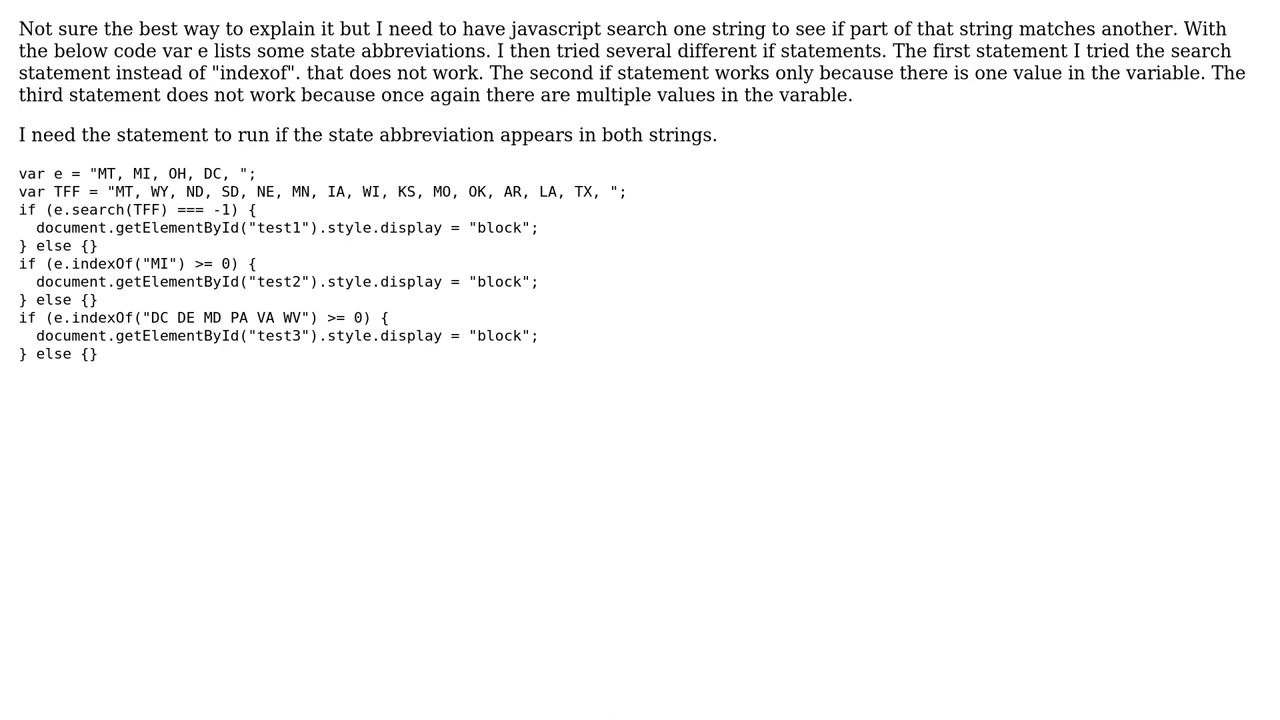 Not sure the best way to explain it but I need to have javascript search one string to see if part of that string matches another. With
the below code var e lists some state abbreviations. I then tried several different if statements. The first statement I tried the search
statement instead of "indexof". that does not work. The second if statement works only because there is one value in the variable. The
third statement does not work because once again there are multiple values in the varable.
I need the statement to run if the state abbreviation appears in both strings.
var e = "MT, MI, OH, DC, ";
var TFF = "MT, WY, ND, SD, NE, MN, IA, WI, KS, MO, OK, AR, LA, TX, ";
if (e.search(TFF) === -1) {
  document.getElementById("test1").style.display = "block";
} else {}
if (e.indexOf("MI") >= 0) {
  document.getElementById("test2").style.display = "block";
} else {}
if (e.indexOf("DC DE MD PA VA WV") >= 0) {
  document.getElementById("test3").style.display = "block";
} else {}